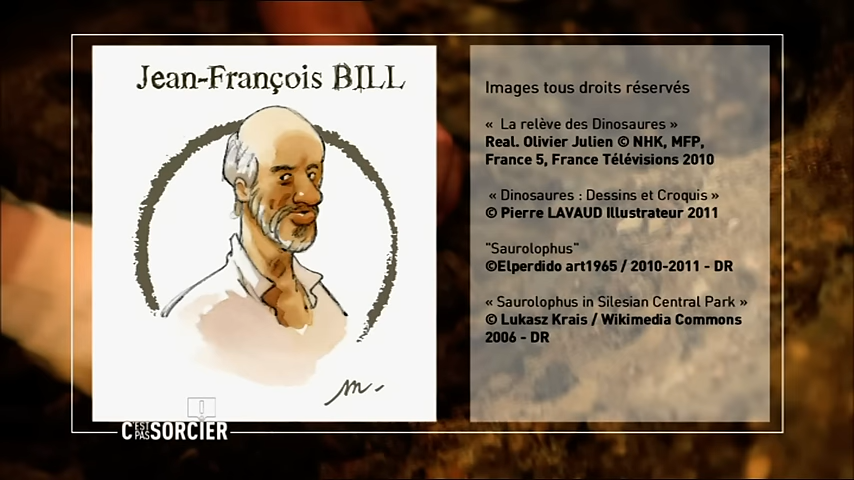 Jean-François BILL
Images tous droits réservés
« La relève des Dinosaures »
Real. Olivier Julien © NHK, MFP,
France 5, France Télévisions 2010
« Dinosaures : Dessins et Croquis »
© Pierre LAVAUD Illustrateur 2011
"Saurolophus"
©Elperdido art1965 / 2010-2011 - DR
« Saurolophus in Silesian Central Park »
© Lukasz Krais / Wikimedia Commons
2006 - DR
m.
C'EST PAS SORCIER